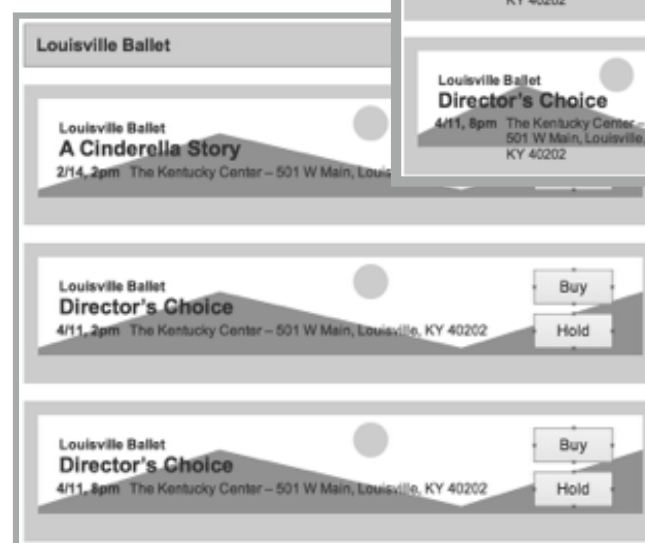 KY 40202
Louisville Ballet
Director's Choice
4/11, 8pm The Kentucky Center –
501 W Main, Louisville,
KY 40202
Louisville Ballet
Louisville Ballet
A Cinderella Story
2/14, 2pm The Kentucky Center – 501 W Main,
Louisville Ballet
Director's Choice
4/11, 2pm The Kentucky Center – 501 W Main, Louisville, KY 40202
Buy
Hold
Louisville Ballet
Director's Choice
4/11, 8pm The Kentucky Center – 501 W Main, Louisville, KY 40202
Buy
Hold